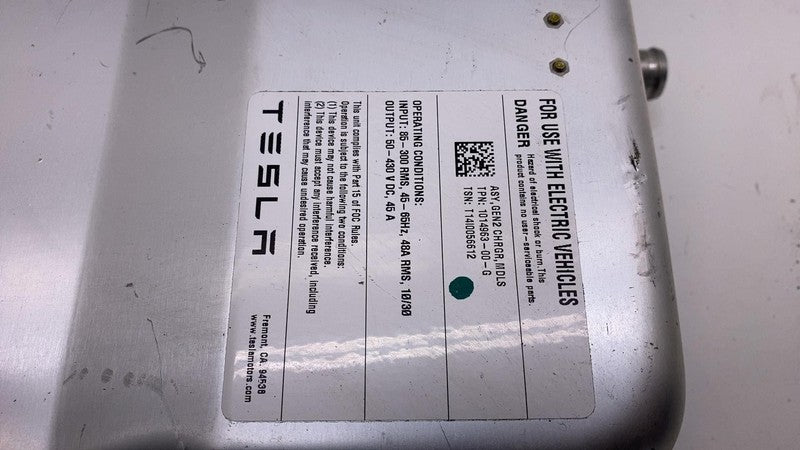 FOR USE WITH ELECTRIC VEHICLES
DANGER Hazard of electrical shock or burn. This
product contains no user-serviceable parts.
ASY, GEN2 CHRGR, MDLS
TPN: 1014963-00-G
TSN: T14I0056612
OPERATING CONDITIONS:
INPUT: 85-300 RMS, 45-65Hz, 48A RMS, 1Ø/3Ø
OUTPUT: 50-430 V DC, 45 A
This unit complies with Part 15 of FCC Rules.
Operation is subject to the following two conditions:
(1) This device may not cause harmful interference.
(2) This device must accept any interference received, including
interference that may cause undesired operation.
TESLA
Fremont, CA. 94538
www.teslamotors.com